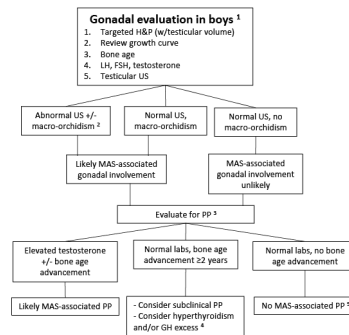 Gonadal evaluation in boys 1
1. Targeted H&P (w/testicular volume)
2. Review growth curve
3. Bone age
4. LH, FSH, testosterone
5. Testicular US
Abnormal US +/-
macro-orchidism 2
Normal US,
macro-orchidism
Normal US, no
macro-orchidism
Likely MAS-associated
gonadal involvement
MAS-associated
gonadal involvement
unlikely
Evaluate for PP 3
Elevated testosterone
+/- bone age
advancement
Normal labs, bone age
advancement ≥2 years
Normal labs, no bone
age advancement
Likely MAS-associated PP
- Consider subclinical PP
- Consider hyperthyroidism
and/or GH excess 4
No MAS-associated PP 5